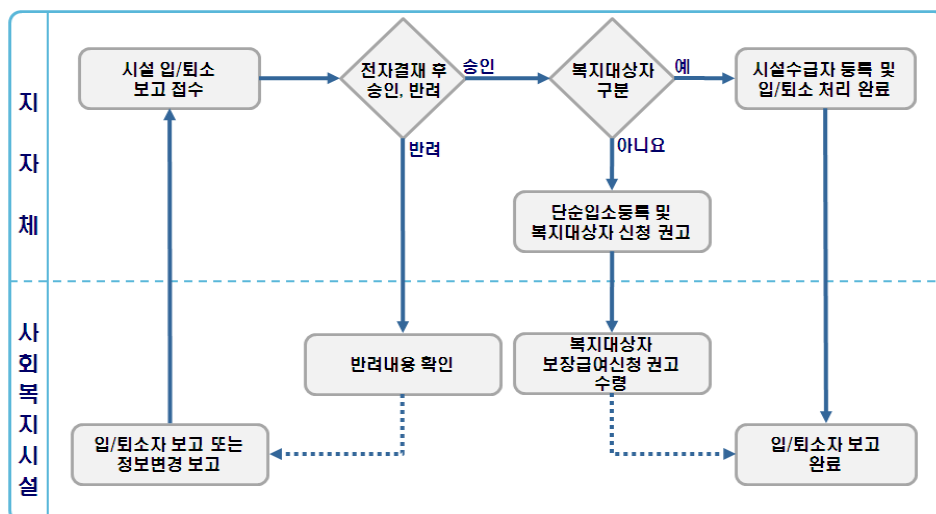 지
자
체
시설 입/퇴소
보고 접수
전자결재 후
승인, 반려
승인
반려
복지대상자
구분
예
아니요
시설수급자 등록 및
입/퇴소 처리 완료
단순입소등록 및
복지대상자 신청 권고
사
회
복
지
시
설
반려내용 확인
복지대상자
보장급여신청 권고
수령
입/퇴소자 보고 또는
정보변경 보고
입/퇴소자 보고
완료